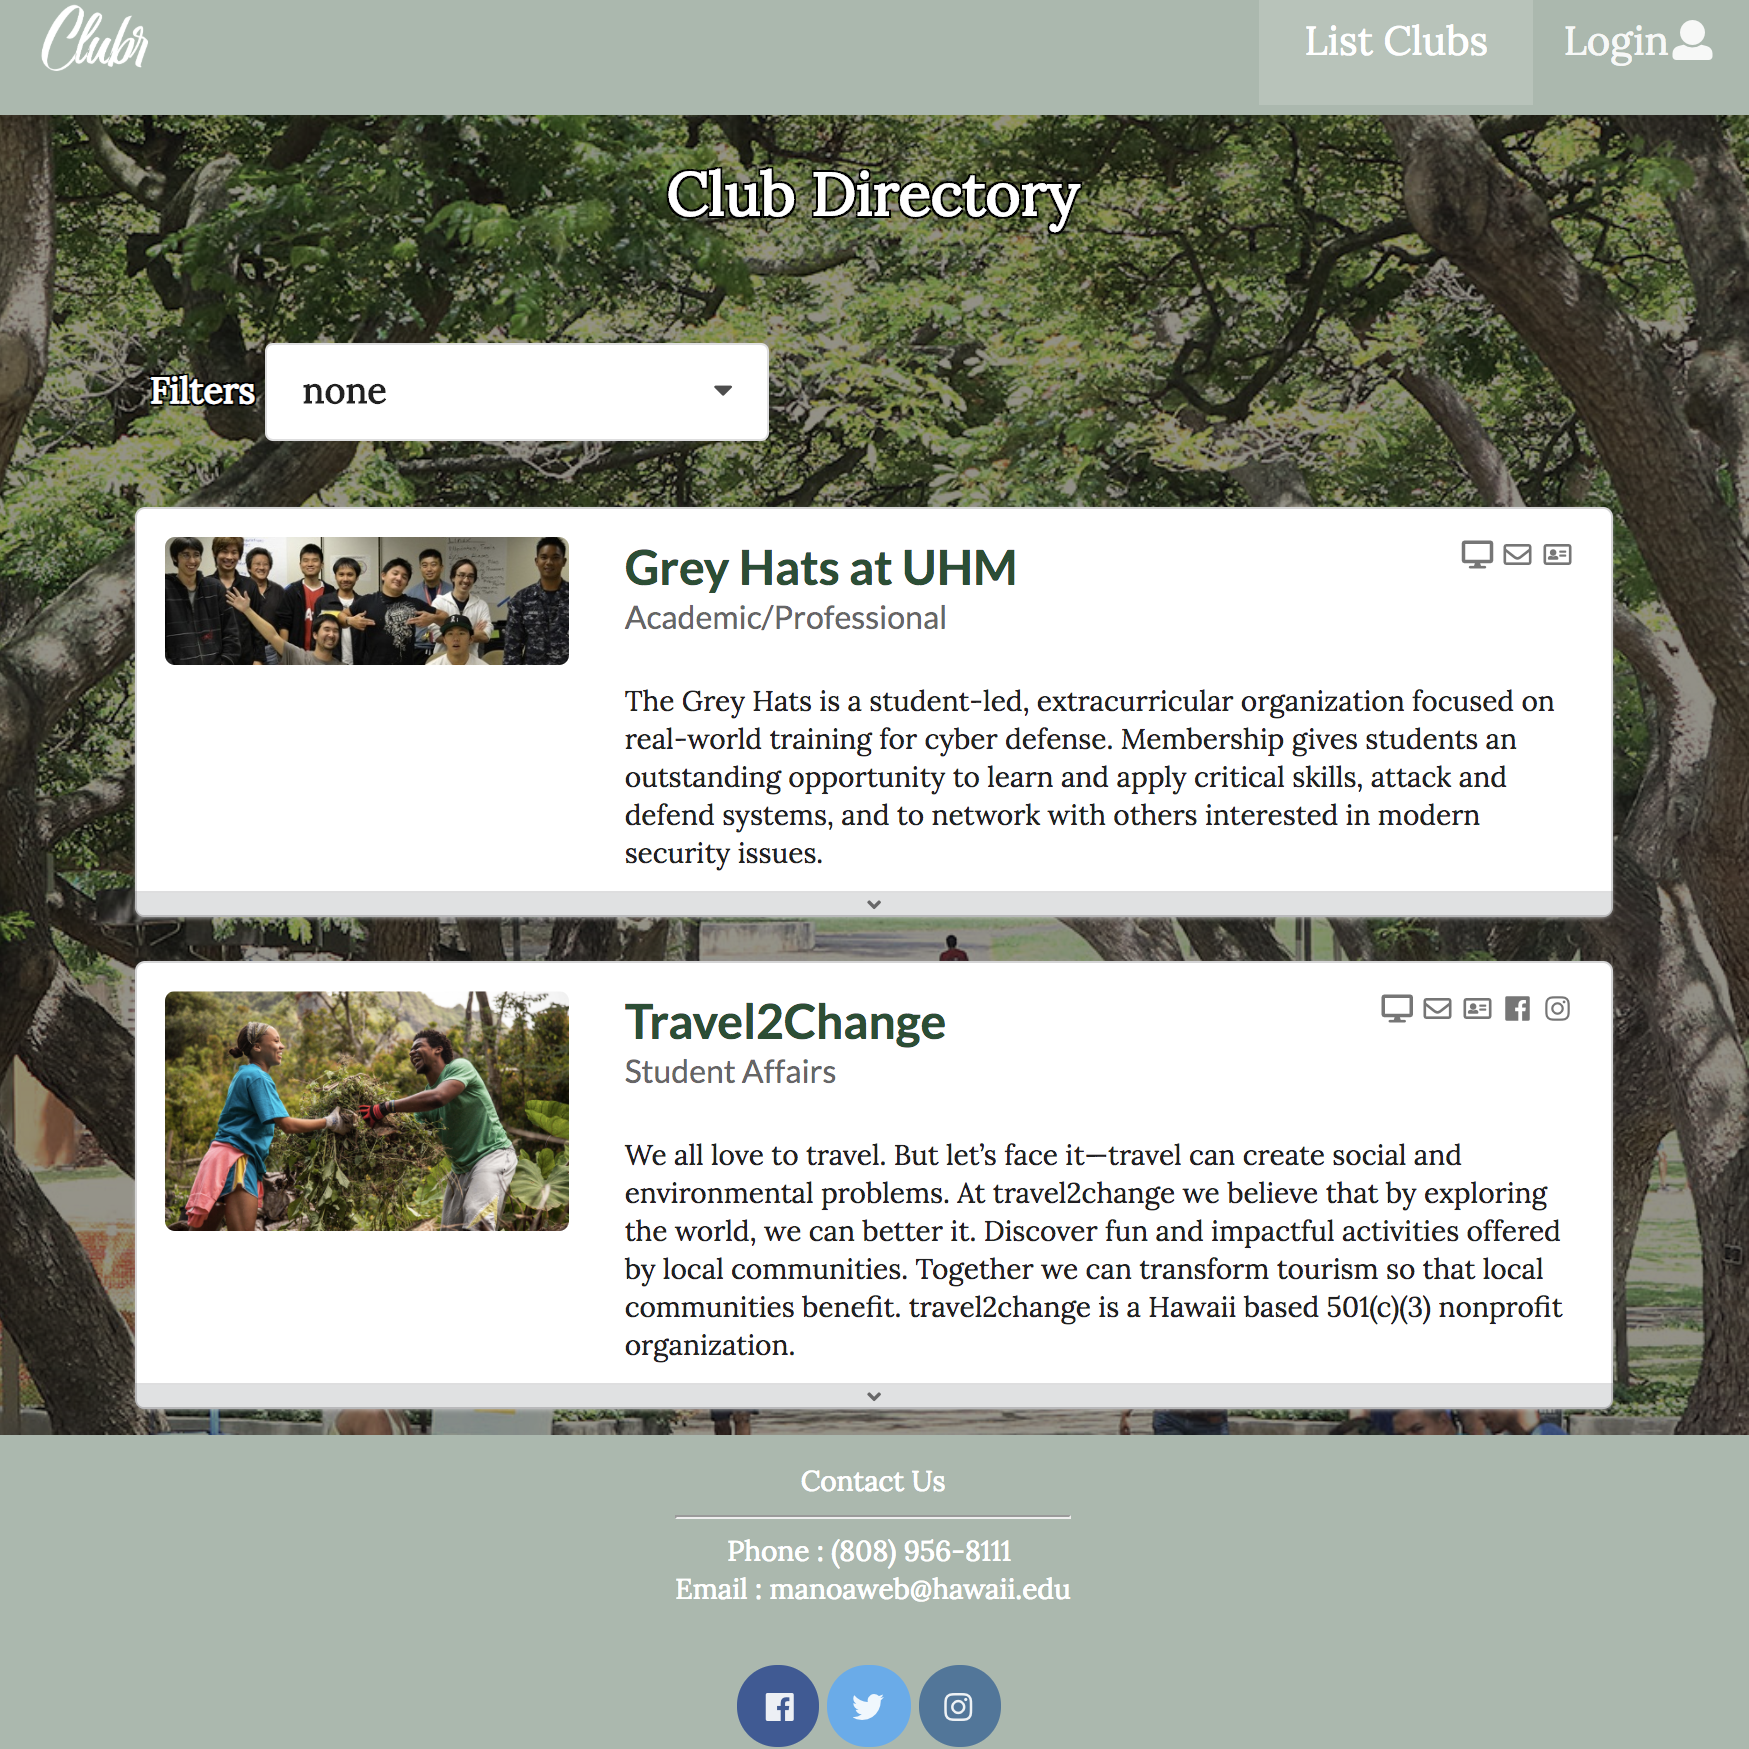 Clubr
List Clubs
Login
Club Directory
Filters
none
Grey Hats at UHM
Academic/Professional
The Grey Hats is a student-led, extracurricular organization focused on
real-world training for cyber defense. Membership gives students an
outstanding opportunity to learn and apply critical skills, attack and
defend systems, and to network with others interested in modern
security issues.
Travel2Change
Student Affairs
We all love to travel. But let’s face it—travel can create social and
environmental problems. At travel2change we believe that by exploring
the world, we can better it. Discover fun and impactful activities offered
by local communities. Together we can transform tourism so that local
communities benefit. travel2change is a Hawaii based 501(c)(3) nonprofit
organization.
Contact Us
Phone : (808) 956-8111
Email : manoaweb@hawaii.edu